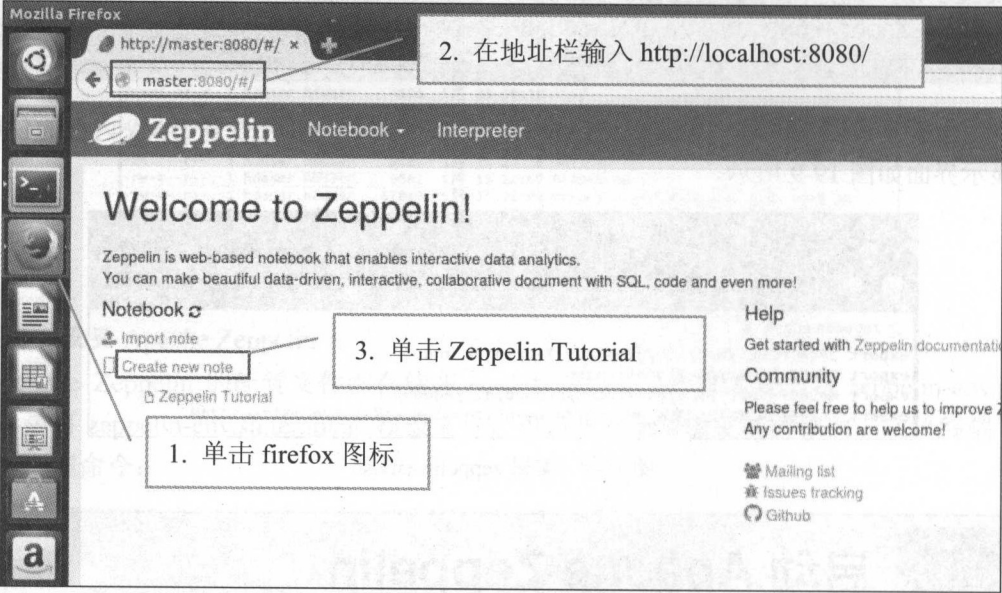 Mozilla Firefox
http://master:8080/#/ ×
2. 在地址栏输入 http://localhost:8080/
master:8080/#/
Zeppelin
Notebook
Interpreter
Welcome to Zeppelin!
Zeppelin is web-based notebook that enables interactive data analytics.
You can make beautiful data-driven, interactive, collaborative document with SQL, code and even more!
Notebook
Import note
Create new note
Zeppelin Tutorial
3. 单击 Zeppelin Tutorial
1. 单击 firefox 图标
Help
Get started with Zeppelin documentati
Community
Please feel free to help us to improve
Any contribution are welcome!
Mailing list
Issues tracking
Github
a